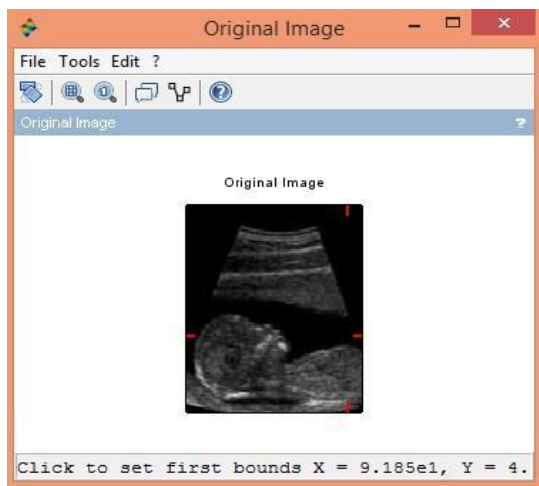 Original Image
File Tools Edit ?
Original Image ?
Original Image
Click to set first bounds X = 9.185e1, Y = 4.